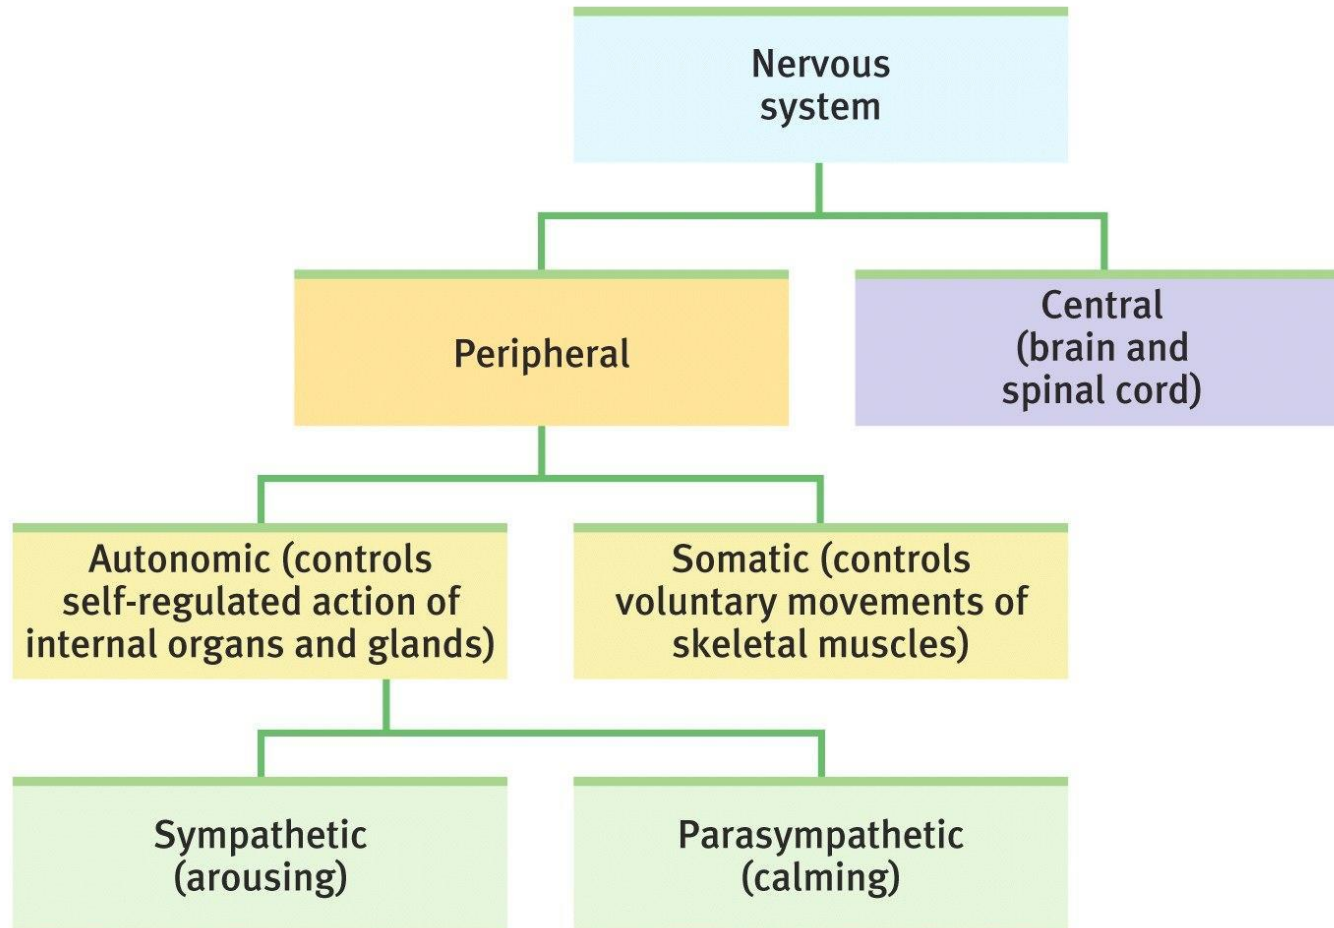 Nervous
system
Peripheral
Central
(brain and
spinal cord)
Autonomic (controls
self-regulated action of
internal organs and glands)
Somatic (controls
voluntary movements of
skeletal muscles)
Sympathetic
(arousing)
Parasympathetic
(calming)